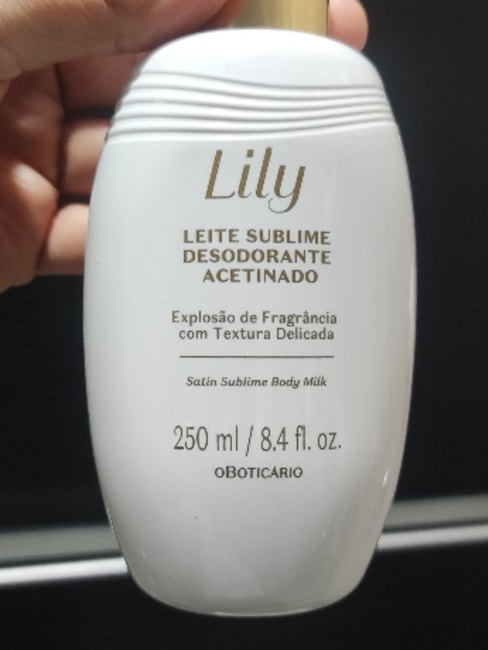 Lily
LEITE SUBLIME
DESODORANTE
ACETINADO
Explosão de Fragrância
com Textura Delicada
Satin Sublime Body Milk
250 ml / 8.4 fl. oz.
OBOTICÁRIO